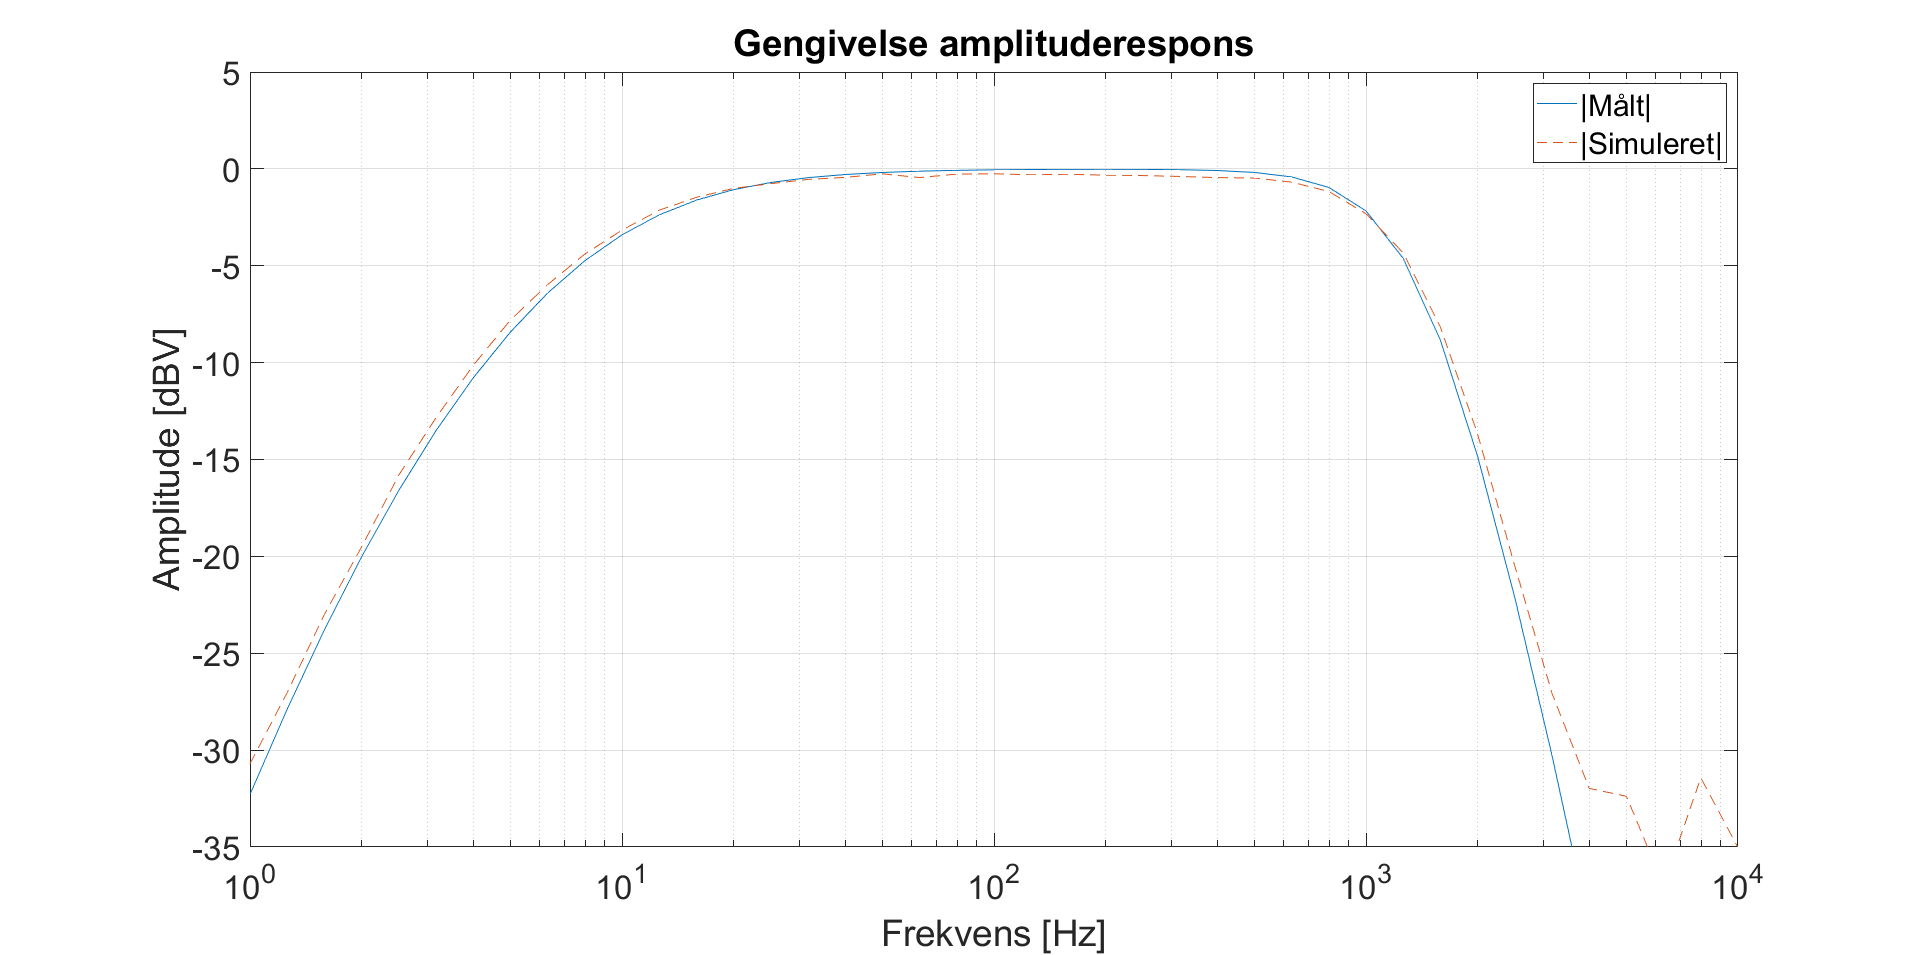 Gengivelse amplituderespons
|Målt|
|Simuleret|
5
0
-5
-10
-15
-20
-25
-30
-35
Amplitude [dBV]
10^0 10^1 10^2 10^3 10^4
Frekvens [Hz]